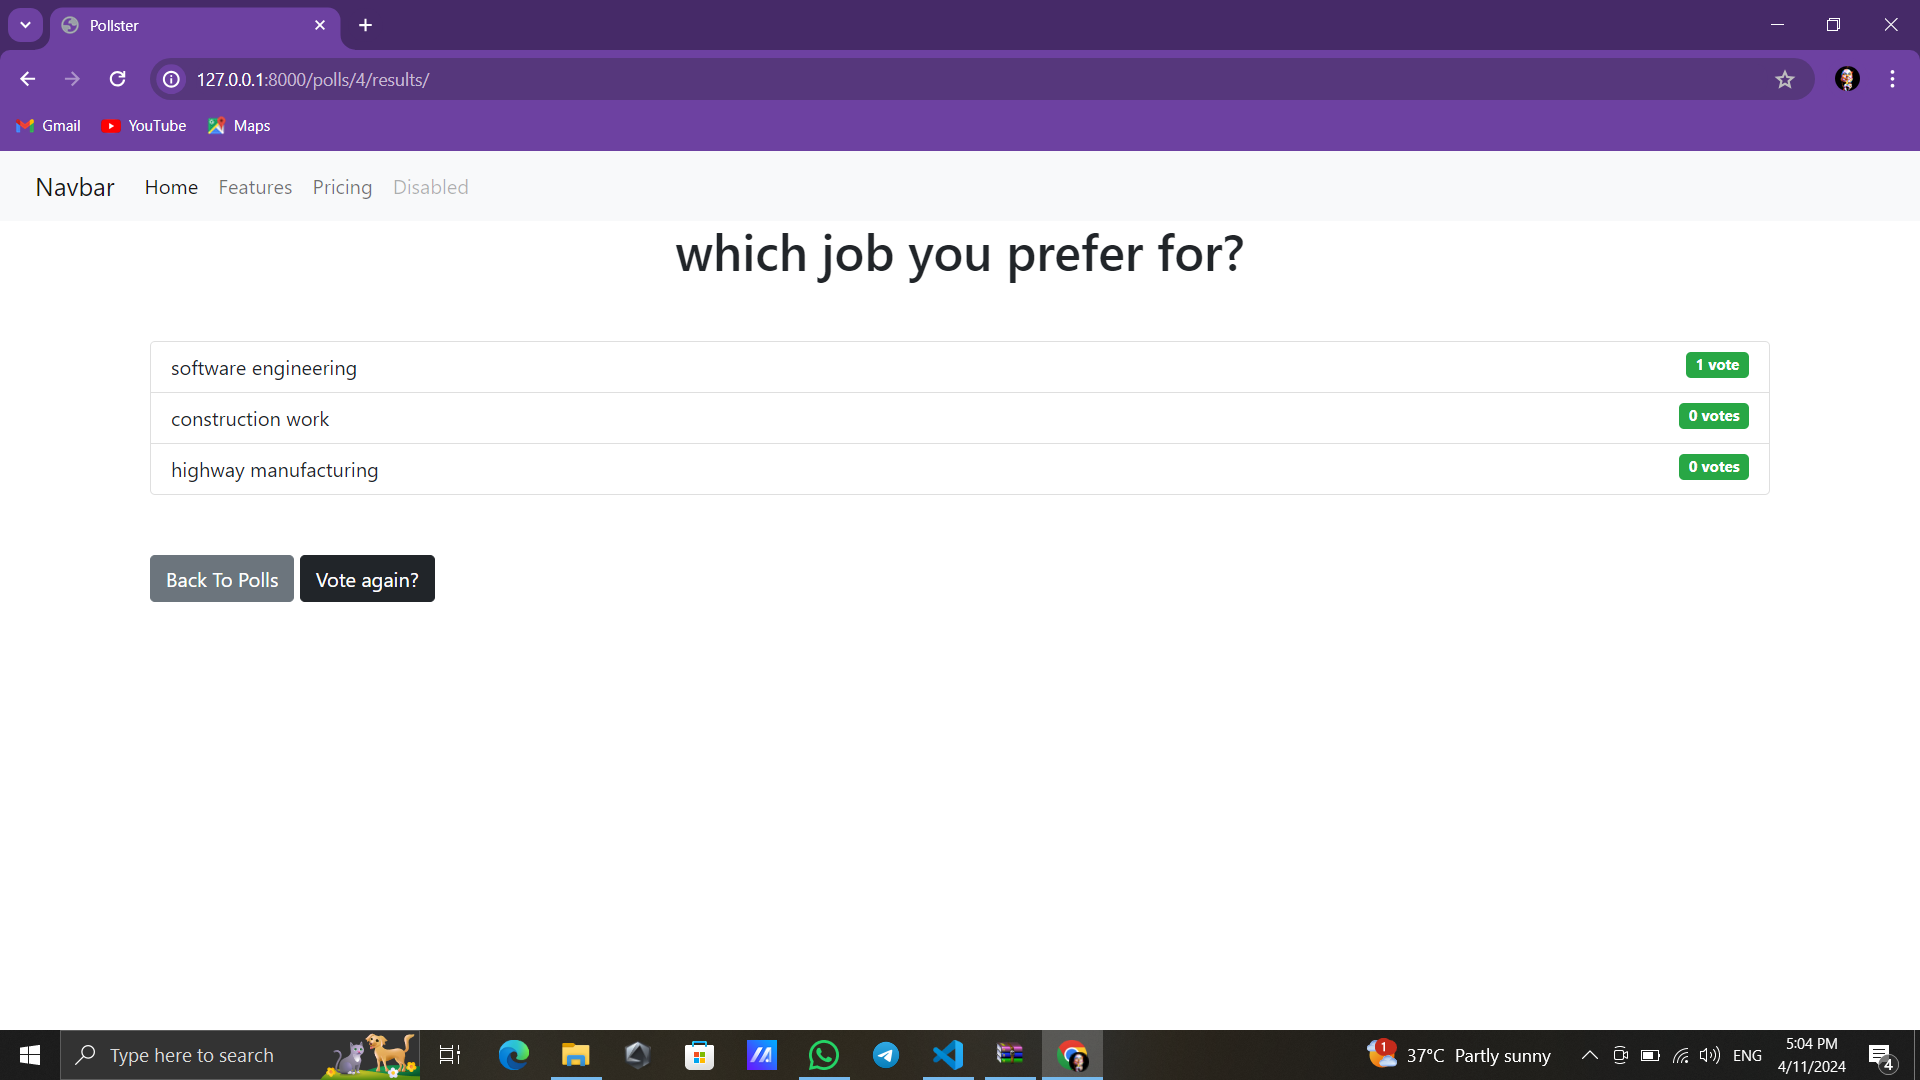 Pollster
127.0.0.1:8000/polls/4/results/
Gmail YouTube Maps
Navbar Home Features Pricing Disabled
which job you prefer for?
software engineering 1 vote
construction work 0 votes
highway manufacturing 0 votes
Back To Polls Vote again?
Type here to search 1 37°C Partly sunny ENG 5:04 PM
4/11/2024 4